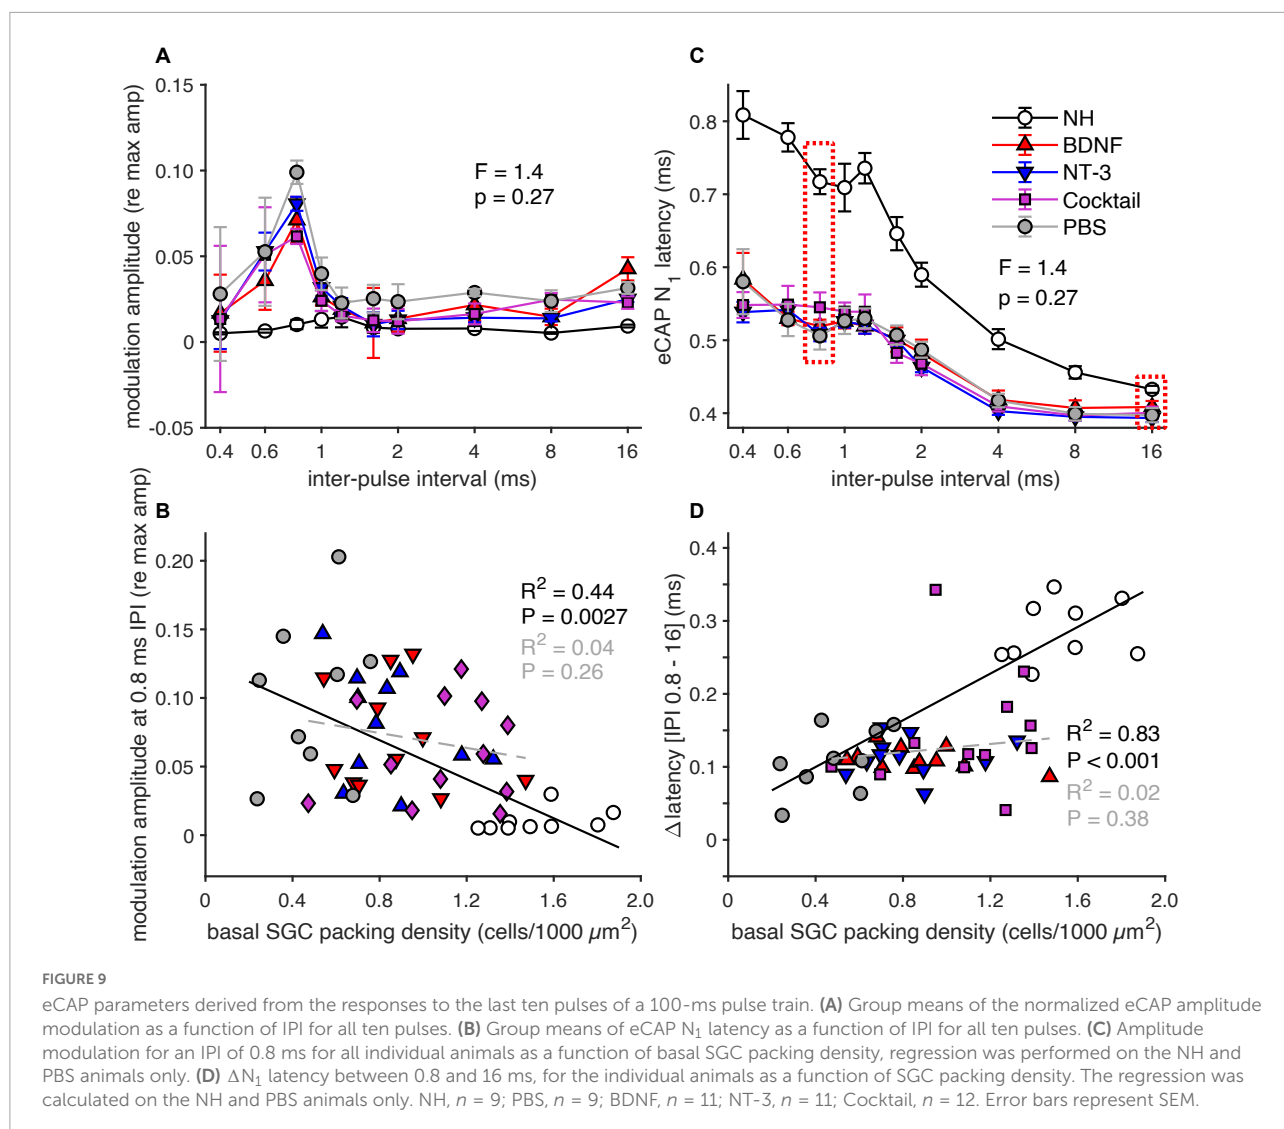 A
modulation amplitude (re max amp)
0.15
0.10
0.05
0
-0.05
F = 1.4
p = 0.27
0.4 0.6 1 2 4 8 16
inter-pulse interval (ms)
C
eCAP N1 latency (ms)
0.8
0.7
0.6
0.5
0.4
NH
BDNF
NT-3
Cocktail
PBS
F = 1.4
p = 0.27
0.4 0.6 1 2 4 8 16
inter-pulse interval (ms)
B
modulation amplitude at 0.8 ms IPI (re max amp)
0.20
0.15
0.10
0.05
0
R2 = 0.44
P = 0.0027
R2 = 0.04
P = 0.26
0 0.4 0.8 1.2 1.6 2.0
basal SGC packing density (cells/1000 µm2)
D
Δlatency [IPI 0.8 - 16] (ms)
0.4
0.3
0.2
0.1
0
R2 = 0.83
P < 0.001
R2 = 0.02
P = 0.38
0 0.4 0.8 1.2 1.6 2.0
basal SGC packing density (cells/1000 µm2)
FIGURE 9
eCAP parameters derived from the responses to the last ten pulses of a 100-ms pulse train. (A) Group means of the normalized eCAP amplitude
modulation as a function of IPI for all ten pulses. (B) Group means of eCAP N1 latency as a function of IPI for all ten pulses. (C) Amplitude
modulation for an IPI of 0.8 ms for all individual animals as a function of basal SGC packing density, regression was performed on the NH and
PBS animals only. (D) ΔN1 latency between 0.8 and 16 ms, for the individual animals as a function of SGC packing density. The regression was
calculated on the NH and PBS animals only. NH, n = 9; PBS, n = 9; BDNF, n = 11; NT-3, n = 11; Cocktail, n = 12. Error bars represent SEM.